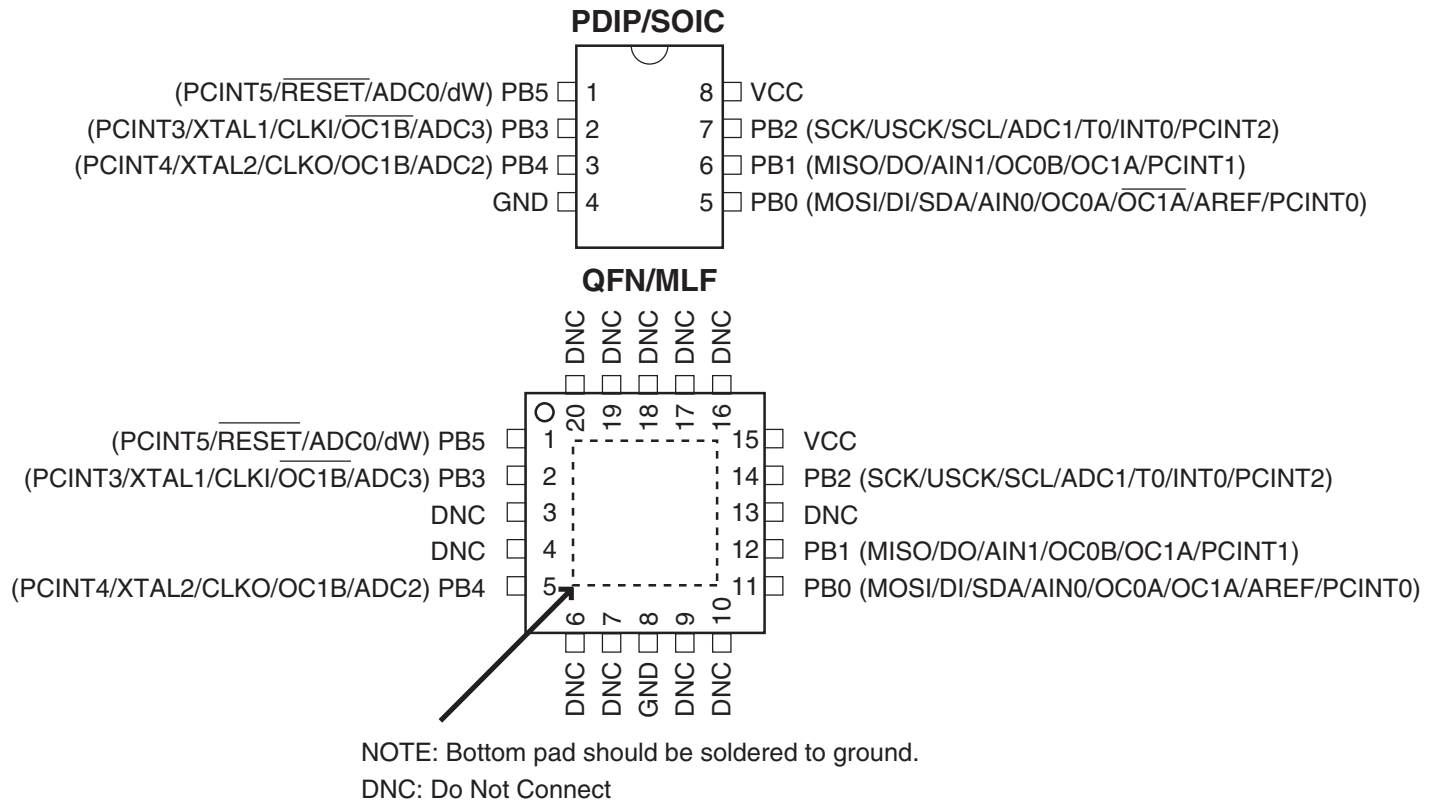 PDIP/SOIC
(PCINT5/R̅E̅S̅E̅T̅/ADC0/dW) PB5 1 8 VCC
(PCINT3/XTAL1/CLKI/O̅C̅1̅B̅/ADC3) PB3 2 7 PB2 (SCK/USCK/SCL/ADC1/T0/INT0/PCINT2)
(PCINT4/XTAL2/CLKO/OC1B/ADC2) PB4 3 6 PB1 (MISO/DO/AIN1/OC0B/OC1A/PCINT1)
GND 4 5 PB0 (MOSI/DI/SDA/AIN0/OC0A/O̅C̅1̅A̅/AREF/PCINT0)
QFN/MLF
DNC DNC DNC DNC DNC
20 19 18 17 16
(PCINT5/R̅E̅S̅E̅T̅/ADC0/dW) PB5 1 15 VCC
(PCINT3/XTAL1/CLKI/O̅C̅1̅B̅/ADC3) PB3 2 14 PB2 (SCK/USCK/SCL/ADC1/T0/INT0/PCINT2)
DNC 3 13 DNC
DNC 4 12 PB1 (MISO/DO/AIN1/OC0B/OC1A/PCINT1)
(PCINT4/XTAL2/CLKO/OC1B/ADC2) PB4 5 11 PB0 (MOSI/DI/SDA/AIN0/OC0A/OC1A/AREF/PCINT0)
6 7 8 9 10
DNC DNC GND DNC DNC
NOTE: Bottom pad should be soldered to ground.
DNC: Do Not Connect